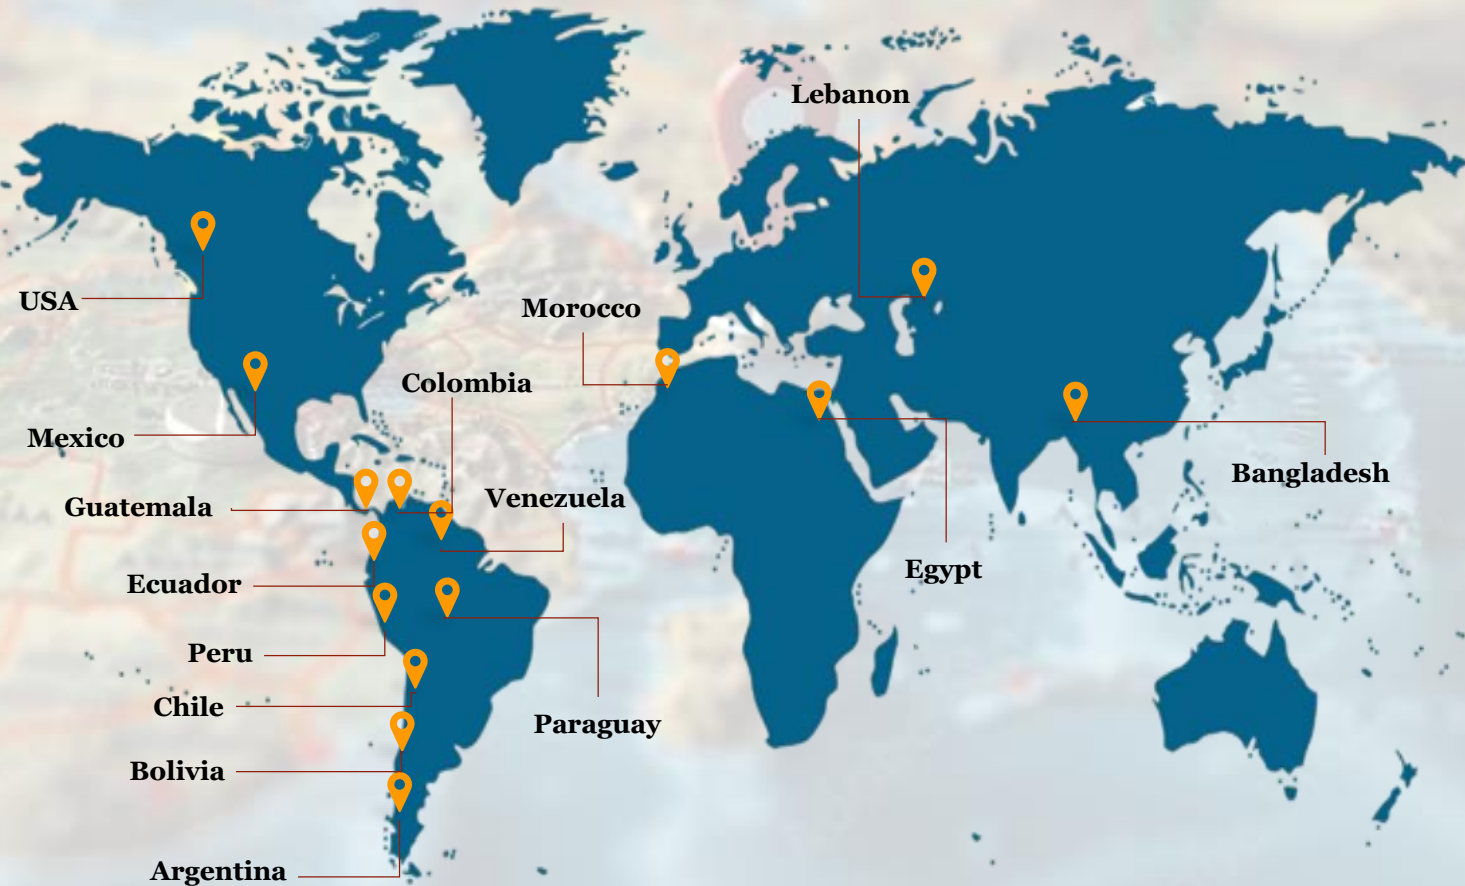 Lebanon
USA
Morocco
Colombia
Mexico
Bangladesh
Venezuela
Guatemala
Egypt
Ecuador
Peru
Chile
Paraguay
Bolivia
Argentina